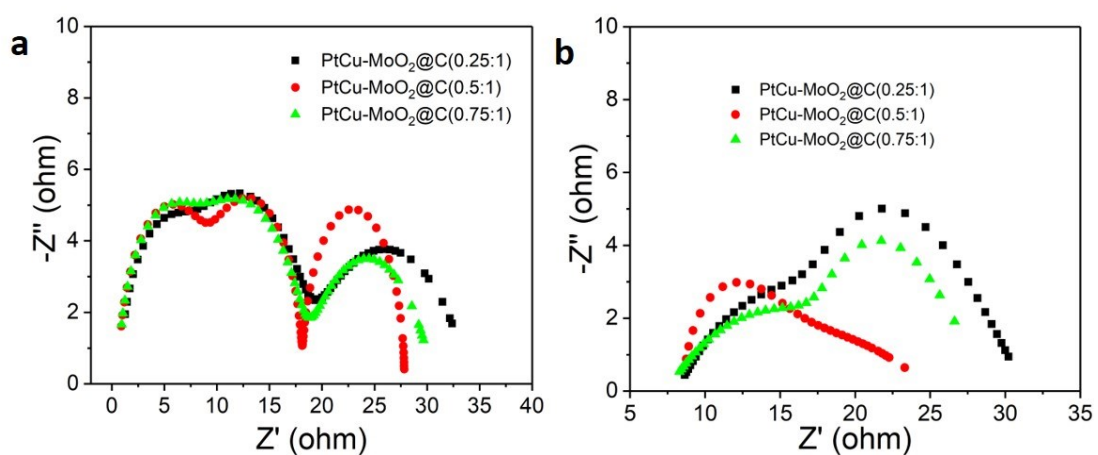 a
PtCu-MoO₂@C(0.25:1)
PtCu-MoO₂@C(0.5:1)
PtCu-MoO₂@C(0.75:1)
-Z" (ohm)
10
8
6
4
2
0
0 5 10 15 20 25 30 35 40
Z' (ohm)
b
PtCu-MoO₂@C(0.25:1)
PtCu-MoO₂@C(0.5:1)
PtCu-MoO₂@C(0.75:1)
-Z" (ohm)
10
8
6
4
2
0
5 10 15 20 25 30 35
Z' (ohm)